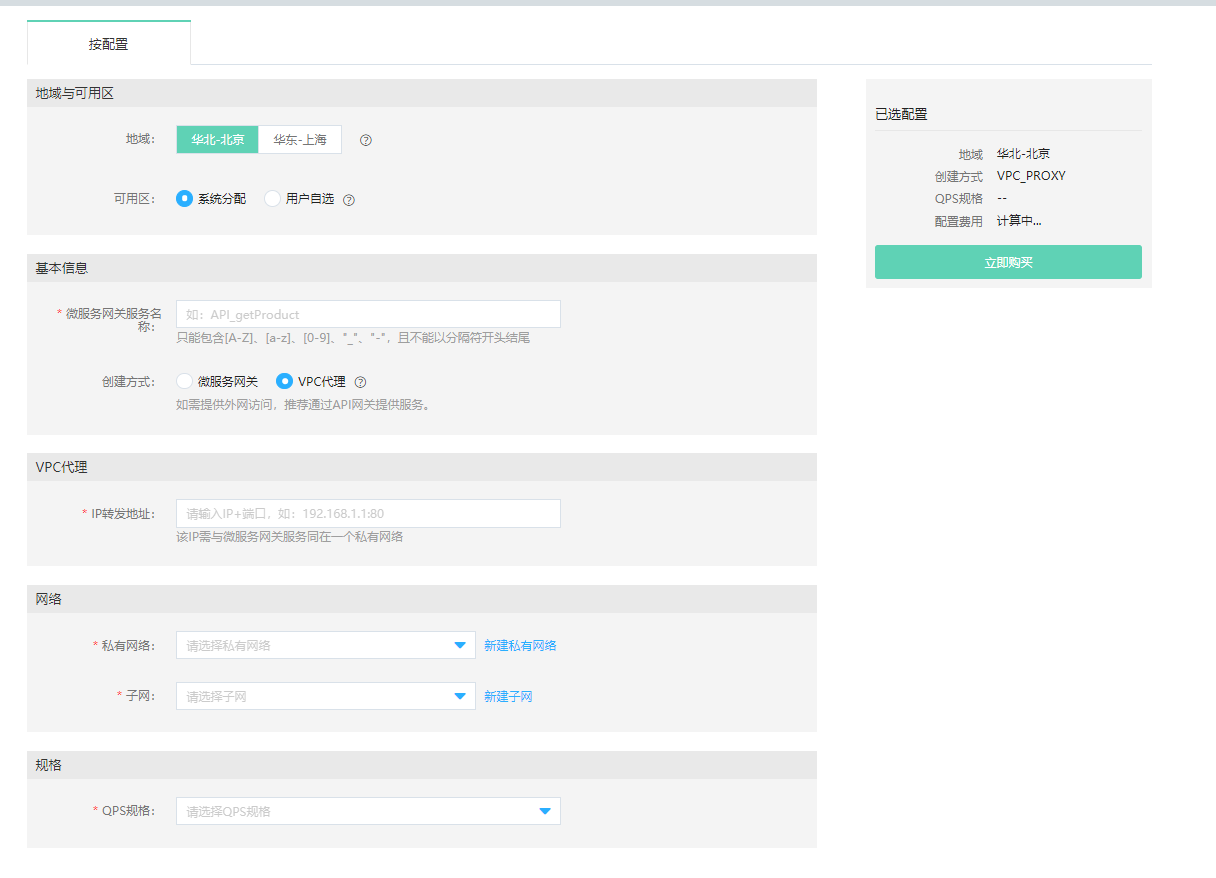 按配置
地域与可用区
地域：
华北-北京
华东-上海
?
可用区：
系统分配
用户自选
?
基本信息
* 微服务网关服务名
称：
如：API_getProduct
只能包含[A-Z]、[a-z]、[0-9]、"_"、"-"，且不能以分隔符开头结尾
创建方式：
微服务网关
VPC代理
?
如需提供外网访问，推荐通过API网关提供服务。
VPC代理
* IP转发地址：
请输入IP+端口，如：192.168.1.1:80
该IP需与微服务网关服务同在一个私有网络
网络
* 私有网络：
请选择私有网络
新建私有网络
* 子网：
请选择子网
新建子网
规格
* QPS规格：
请选择QPS规格
已选配置
地域 华北-北京
创建方式 VPC_PROXY
QPS规格 --
配置费用 计算中...
立即购买